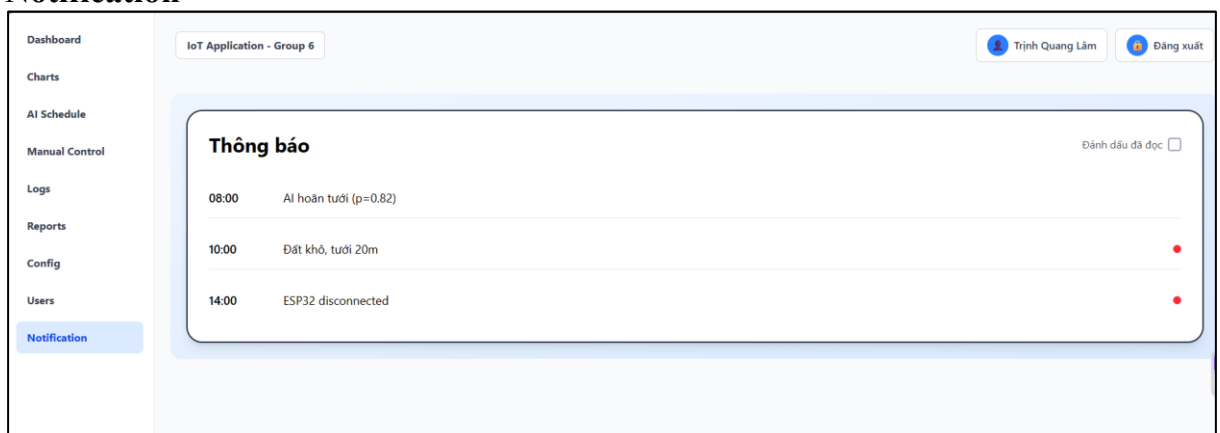 Notification
Dashboard
Charts
AI Schedule
Manual Control
Logs
Reports
Config
Users
Notification
IoT Application - Group 6
Trịnh Quang Lâm
Đăng xuất
Thông báo
Đánh dấu đã đọc
08:00 AI hoãn tưới (p=0.82)
10:00 Đất khô, tưới 20m
14:00 ESP32 disconnected